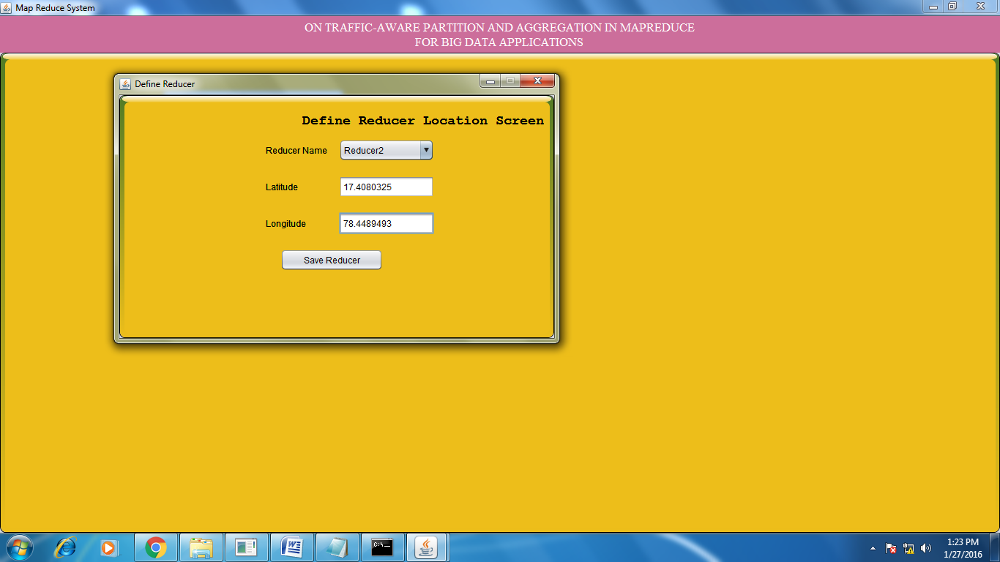 Map Reduce System
ON TRAFFIC-AWARE PARTITION AND AGGREGATION IN MAPREDUCE
FOR BIG DATA APPLICATIONS
Define Reducer
Define Reducer Location Screen
Reducer Name Reducer2
Latitude 17.4080325
Longitude 78.4489493
Save Reducer
1:23 PM
1/27/2016